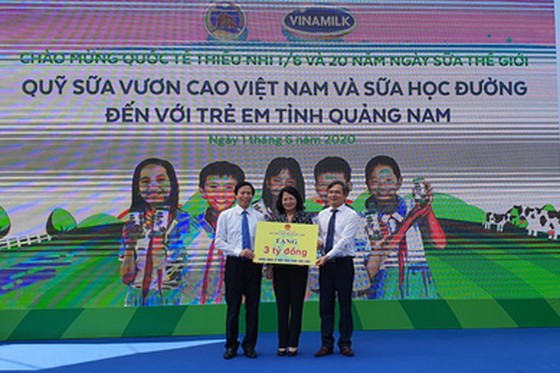 VINAMILK
CHÀO MỪNG QUỐC TẾ THIẾU NHI 1/6 VÀ 20 NĂM NGÀY SỮA THẾ GIỚI
QUỸ SỮA VƯƠN CAO VIỆT NAM VÀ SỮA HỌC ĐƯỜNG
ĐẾN VỚI TRẺ EM TỈNH QUẢNG NAM
Ngày 1 tháng 6 năm 2020
TẶNG
3 tỷ đồng